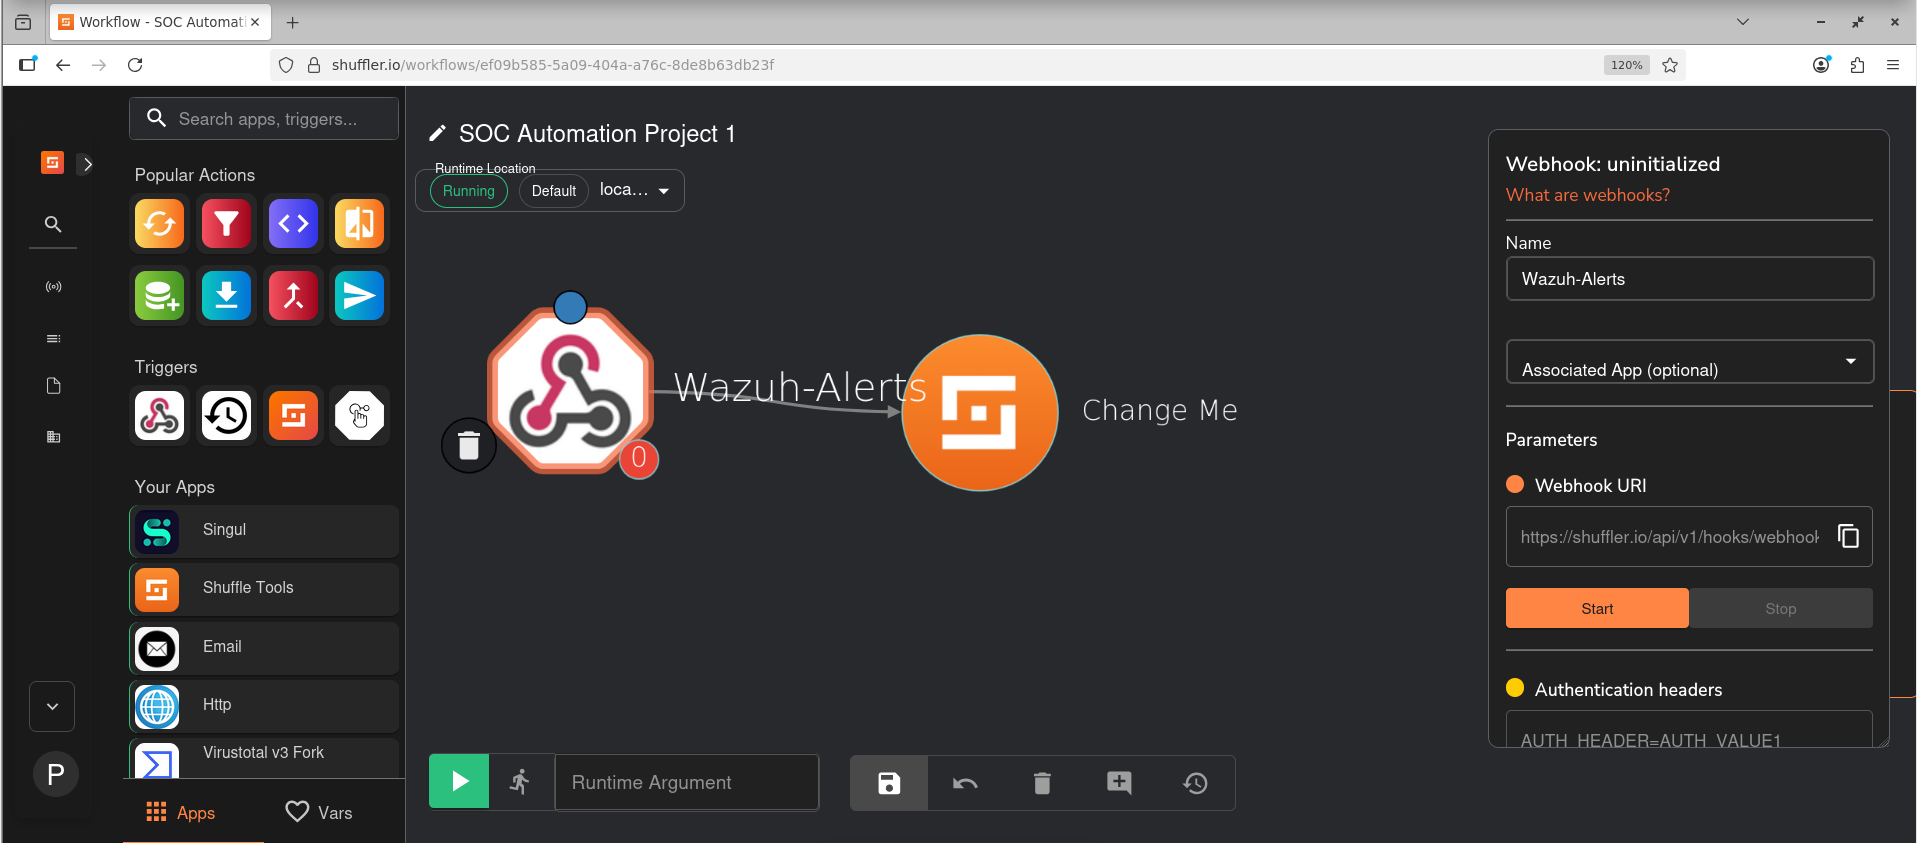 Workflow - SOC Automati
shuffler.io/workflows/ef09b585-5a09-404a-a76c-8de8b63db23f
120%
Search apps, triggers...
Popular Actions
Triggers
Your Apps
Singul
Shuffle Tools
Email
Http
Virustotal v3 Fork
P
Apps
Vars
SOC Automation Project 1
Runtime Location
Running
Default
loca...
Wazuh-Alerts
0
Change Me
Runtime Argument
Webhook: uninitialized
What are webhooks?
Name
Wazuh-Alerts
Associated App (optional)
Parameters
Webhook URI
https://shuffler.io/api/v1/hooks/webhook
Start
Stop
Authentication headers
AUTH_HEADER=AUTH_VALUE1